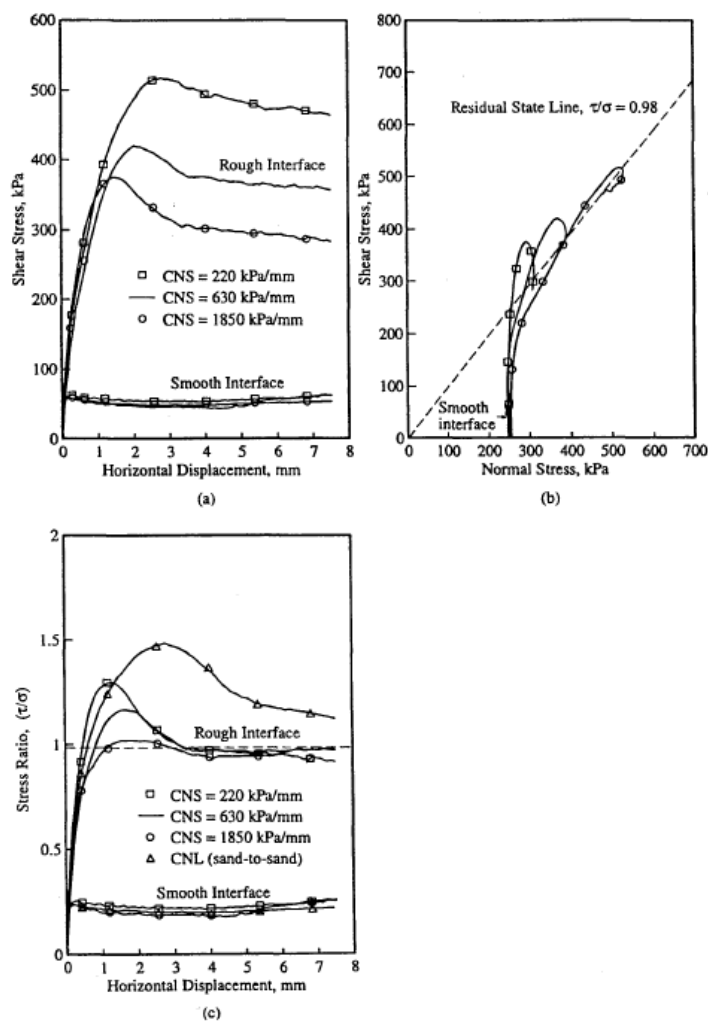 600
500
400
300
200
100
0
Shear Stress, kPa
Rough Interface
CNS = 220 kPa/mm
CNS = 630 kPa/mm
CNS = 1850 kPa/mm
Smooth Interface
0 1 2 3 4 5 6 7 8
Horizontal Displacement, mm
(a)
800
700
600
500
400
300
200
100
0
Shear Stress, kPa
Residual State Line, τ/σ = 0.98
Smooth
interface
0 100 200 300 400 500 600 700
Normal Stress, kPa
(b)
2
1.5
1
0.5
0
Stress Ratio, (τ/σ)
Rough Interface
CNS = 220 kPa/mm
CNS = 630 kPa/mm
CNS = 1850 kPa/mm
CNL (sand-to-sand)
Smooth Interface
0 1 2 3 4 5 6 7 8
Horizontal Displacement, mm
(c)